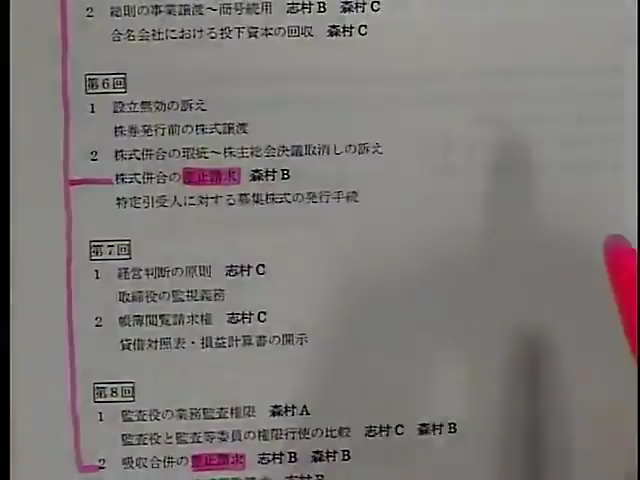 2 総則の事業譲渡~商号続用 志村B 森村C
合名会社における投下資本の回収 森村C
第6回
1 設立無効の訴え
株券発行前の株式譲渡
2 株式併合の瑕疵~株主総会決議取消しの訴え
株式併合の差止請求 森村B
特定引受人に対する募集株式の発行手続
第7回
1 経営判断の原則 志村C
取締役の監視義務
2 帳簿閲覧請求権 志村C
貸借対照表・損益計算書の開示
第8回
1 監査役の業務監査権限 森村A
監査役と監査等委員の権限行使の比較 志村C 森村B
2 吸収合併の差止請求 志村B 森村B